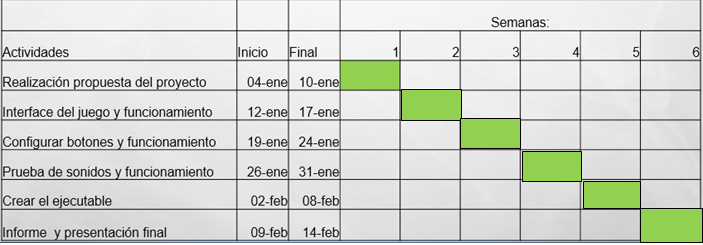 Semanas:
Actividades Inicio Final 1 2 3 4 5 6
Realización propuesta del proyecto 04-ene 10-ene
Interface del juego y funcionamiento 12-ene 17-ene
Configurar botones y funcionamiento 19-ene 24-ene
Prueba de sonidos y funcionamiento 26-ene 31-ene
Crear el ejecutable 02-feb 08-feb
Informe y presentación final 09-feb 14-feb